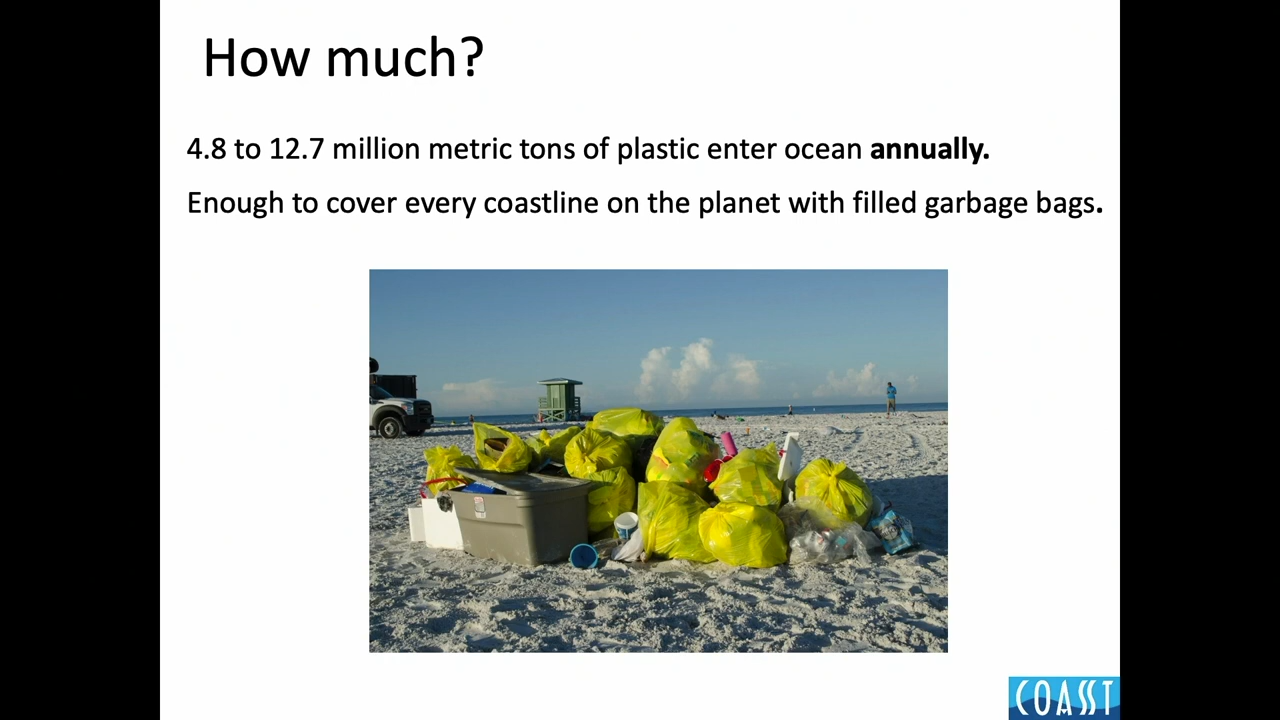 How much?
4.8 to 12.7 million metric tons of plastic enter ocean annually.
Enough to cover every coastline on the planet with filled garbage bags.
COASST